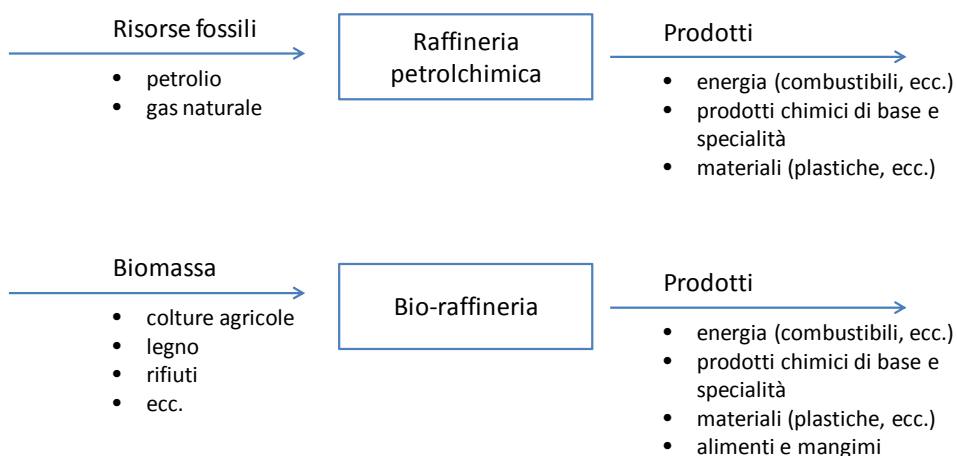 Risorse fossili
• petrolio
• gas naturale
Raffineria
petrolchimica
Prodotti
• energia (combustibili, ecc.)
• prodotti chimici di base e
specialità
• materiali (plastiche, ecc.)
Biomassa
• colture agricole
• legno
• rifiuti
• ecc.
Bio-raffineria
Prodotti
• energia (combustibili, ecc.)
• prodotti chimici di base e
specialità
• materiali (plastiche, ecc.)
• alimenti e mangimi